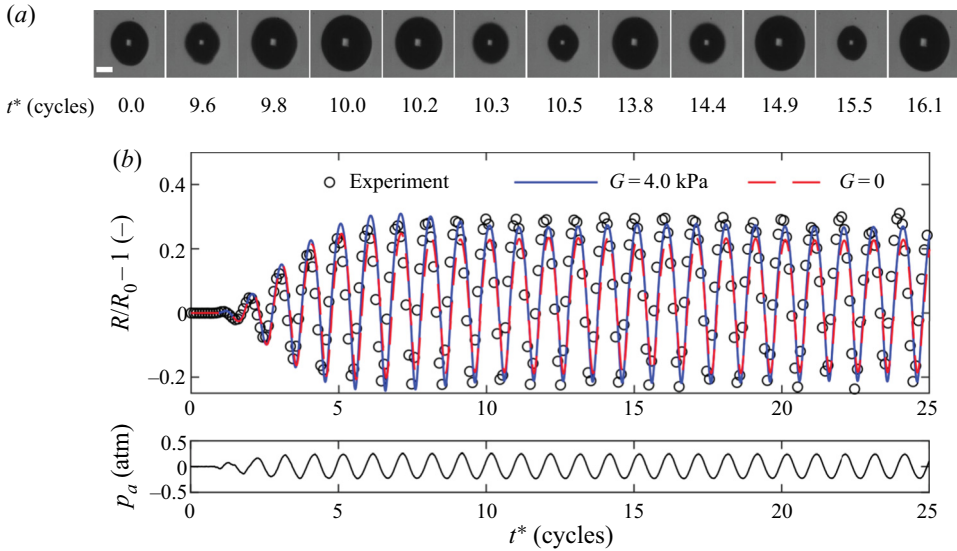 (a)
t* (cycles) 0.0 9.6 9.8 10.0 10.2 10.3 10.5 13.8 14.4 14.9 15.5 16.1
(b)
Experiment G = 4.0 kPa G = 0
R/R0 − 1 (–)
0.4
0.2
0
−0.2
0 5 10 15 20 25
pa (atm)
0.5
0
−0.5
0 5 10 15 20 25
t* (cycles)